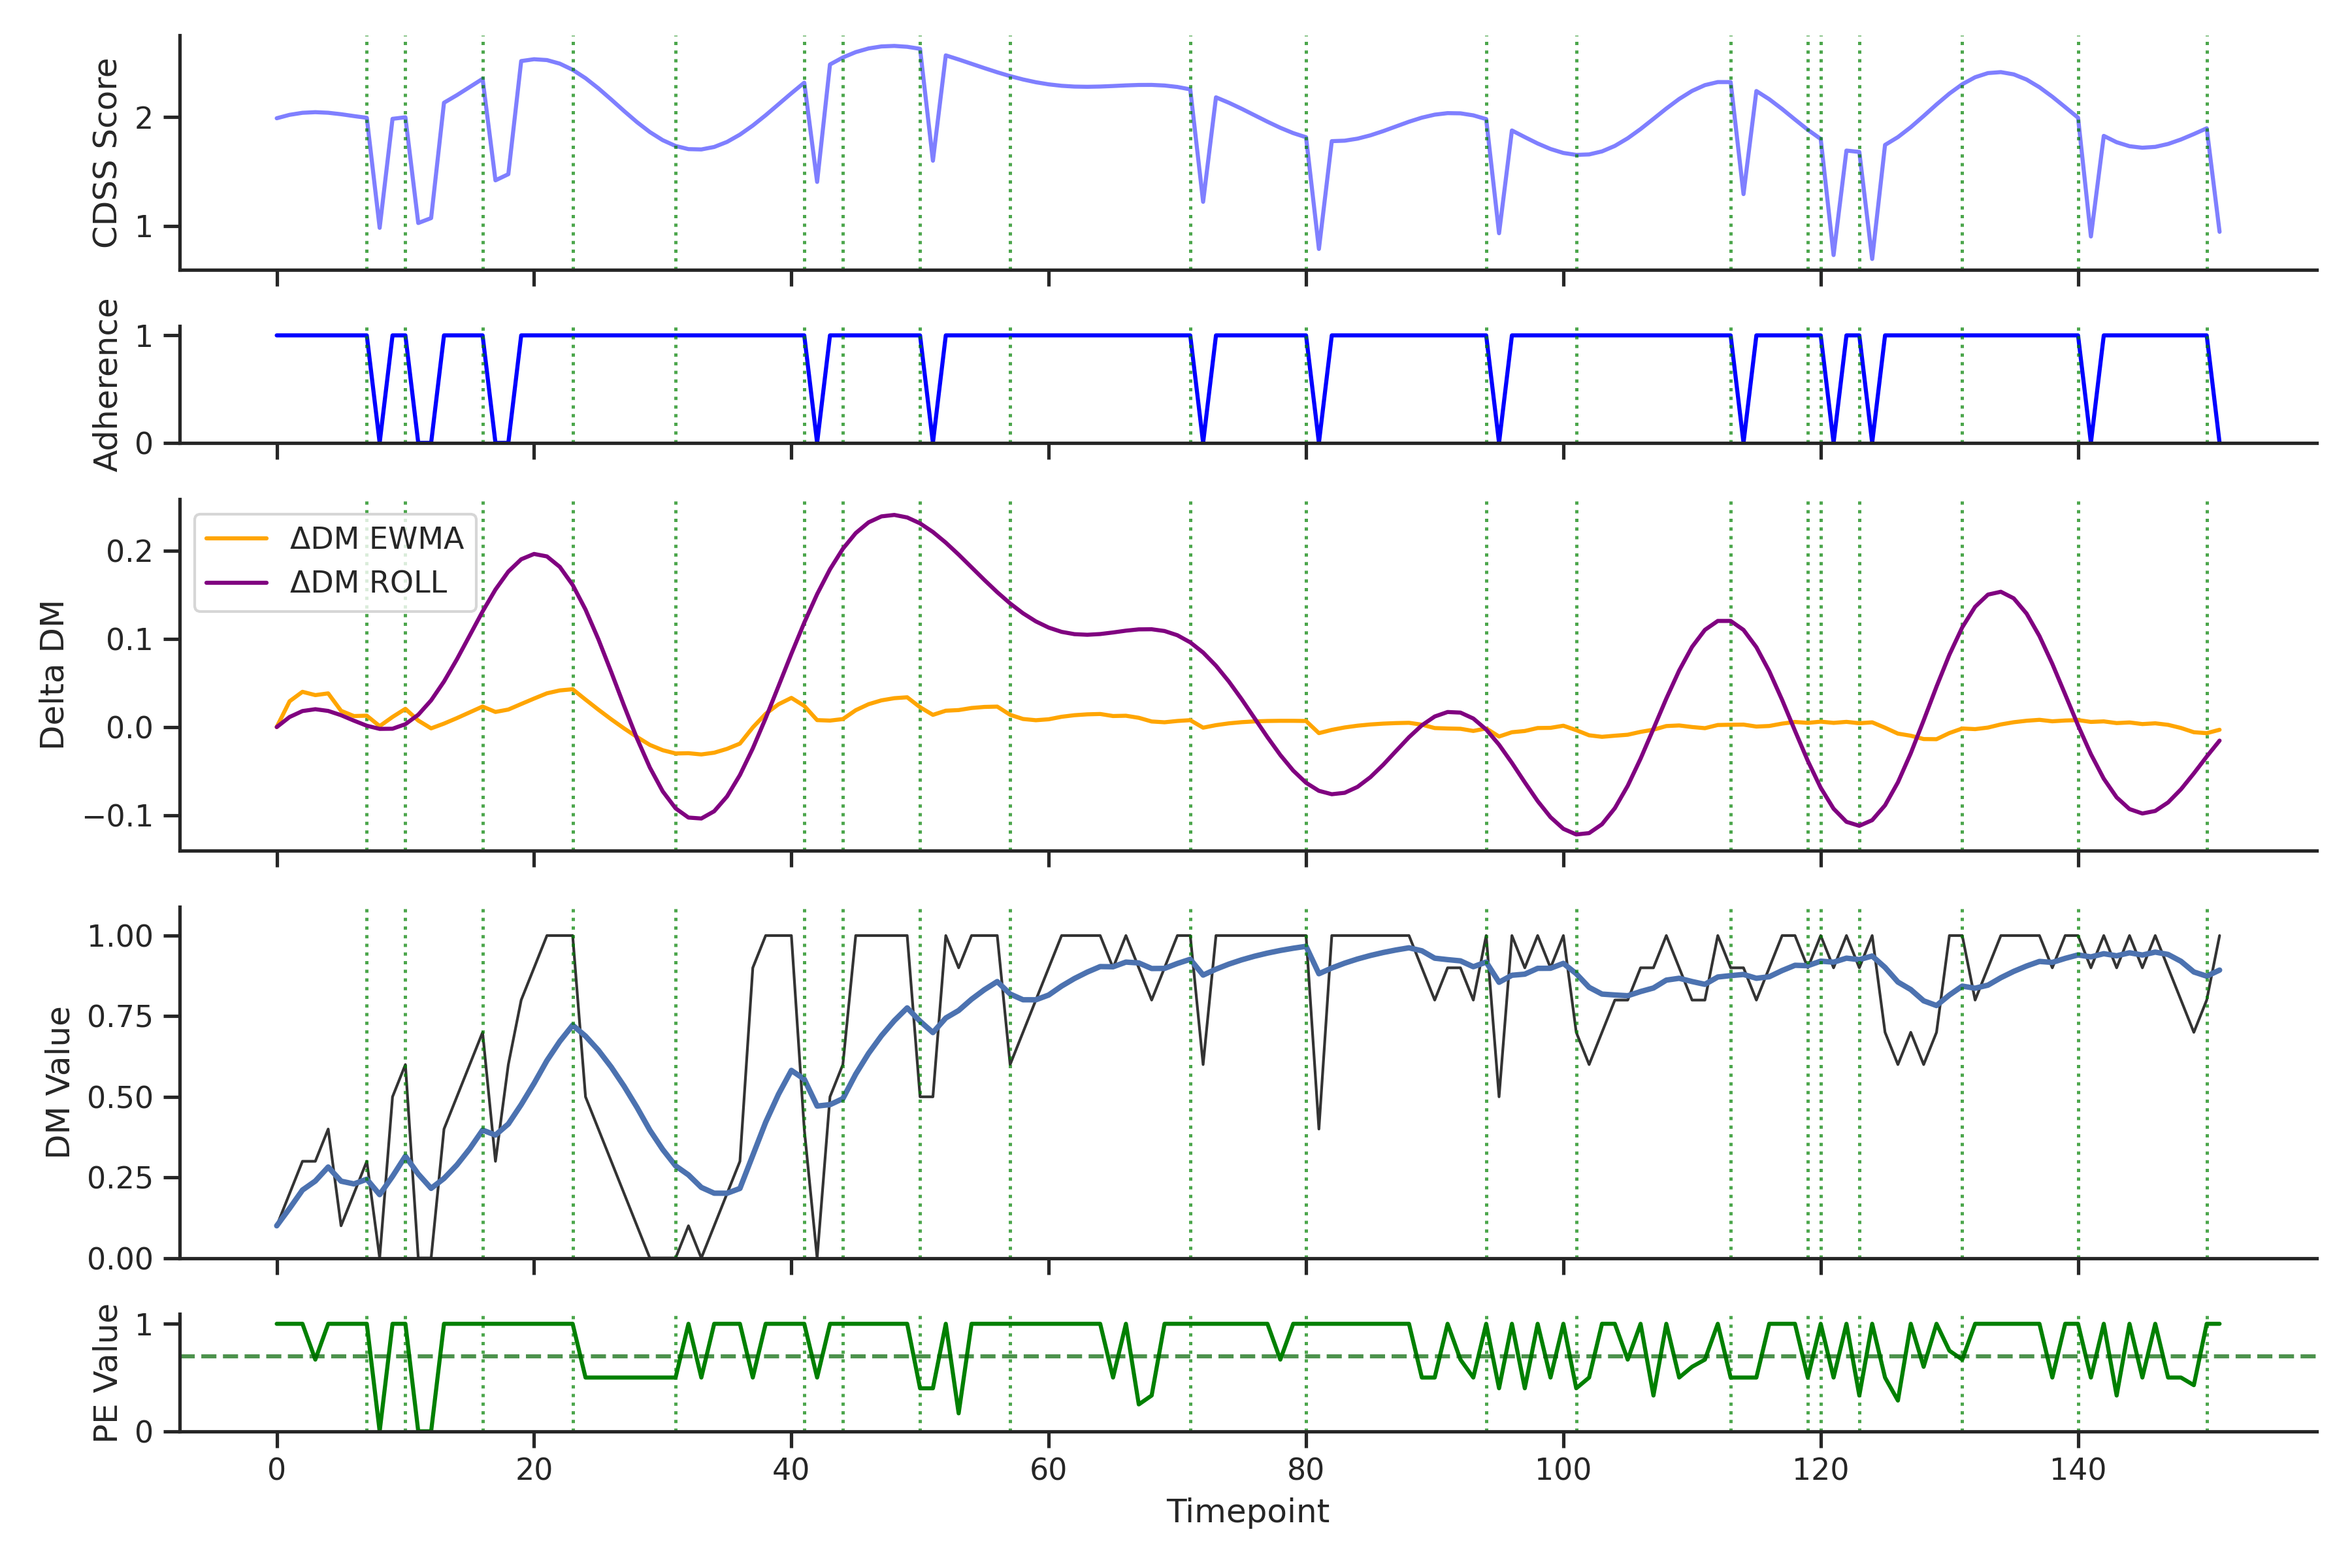 CDSS Score
2
1
Adherence
1
0
Delta DM
0.2
0.1
0.0
−0.1
ΔDM EWMA
ΔDM ROLL
DM Value
1.00
0.75
0.50
0.25
0.00
PE Value
1
0
0 20 40 60 80 100 120 140
Timepoint